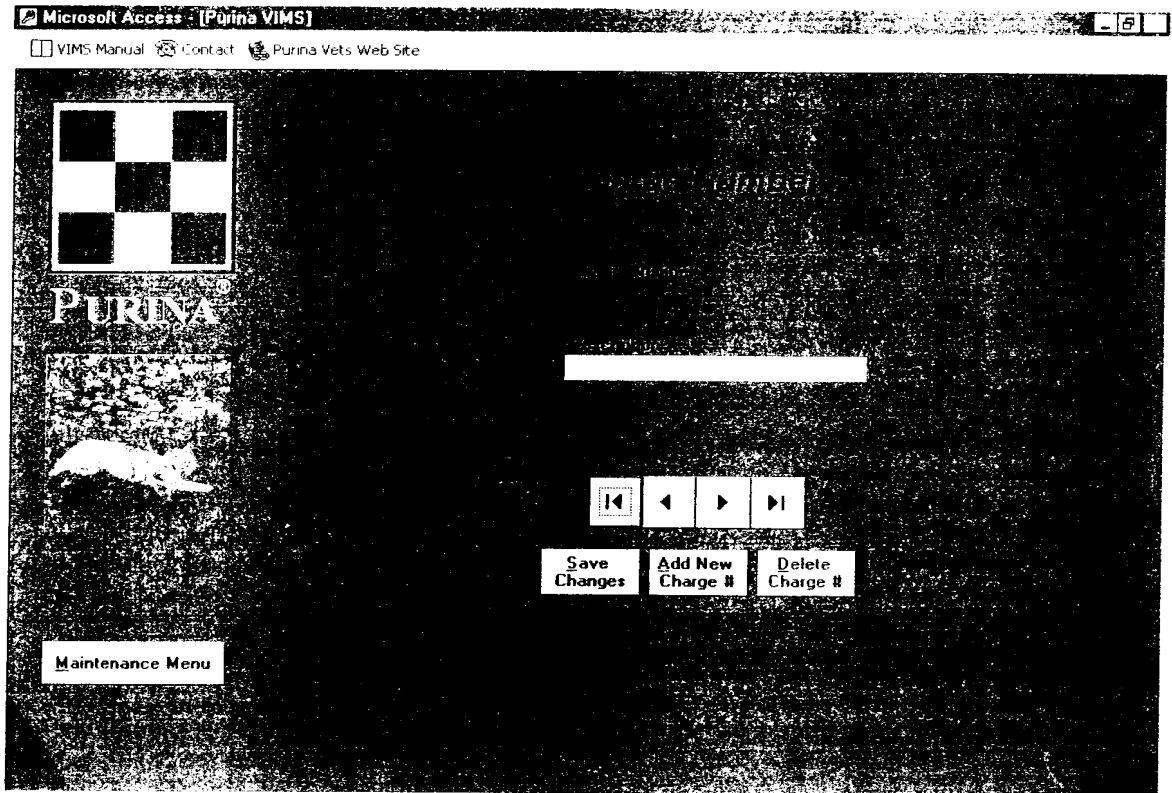 Microsoft Access - [Purina VIMS]
VIMS Manual Contact Purina Vets Web Site
PURINA®
Save Changes
Add New Charge #
Delete Charge #
Maintenance Menu